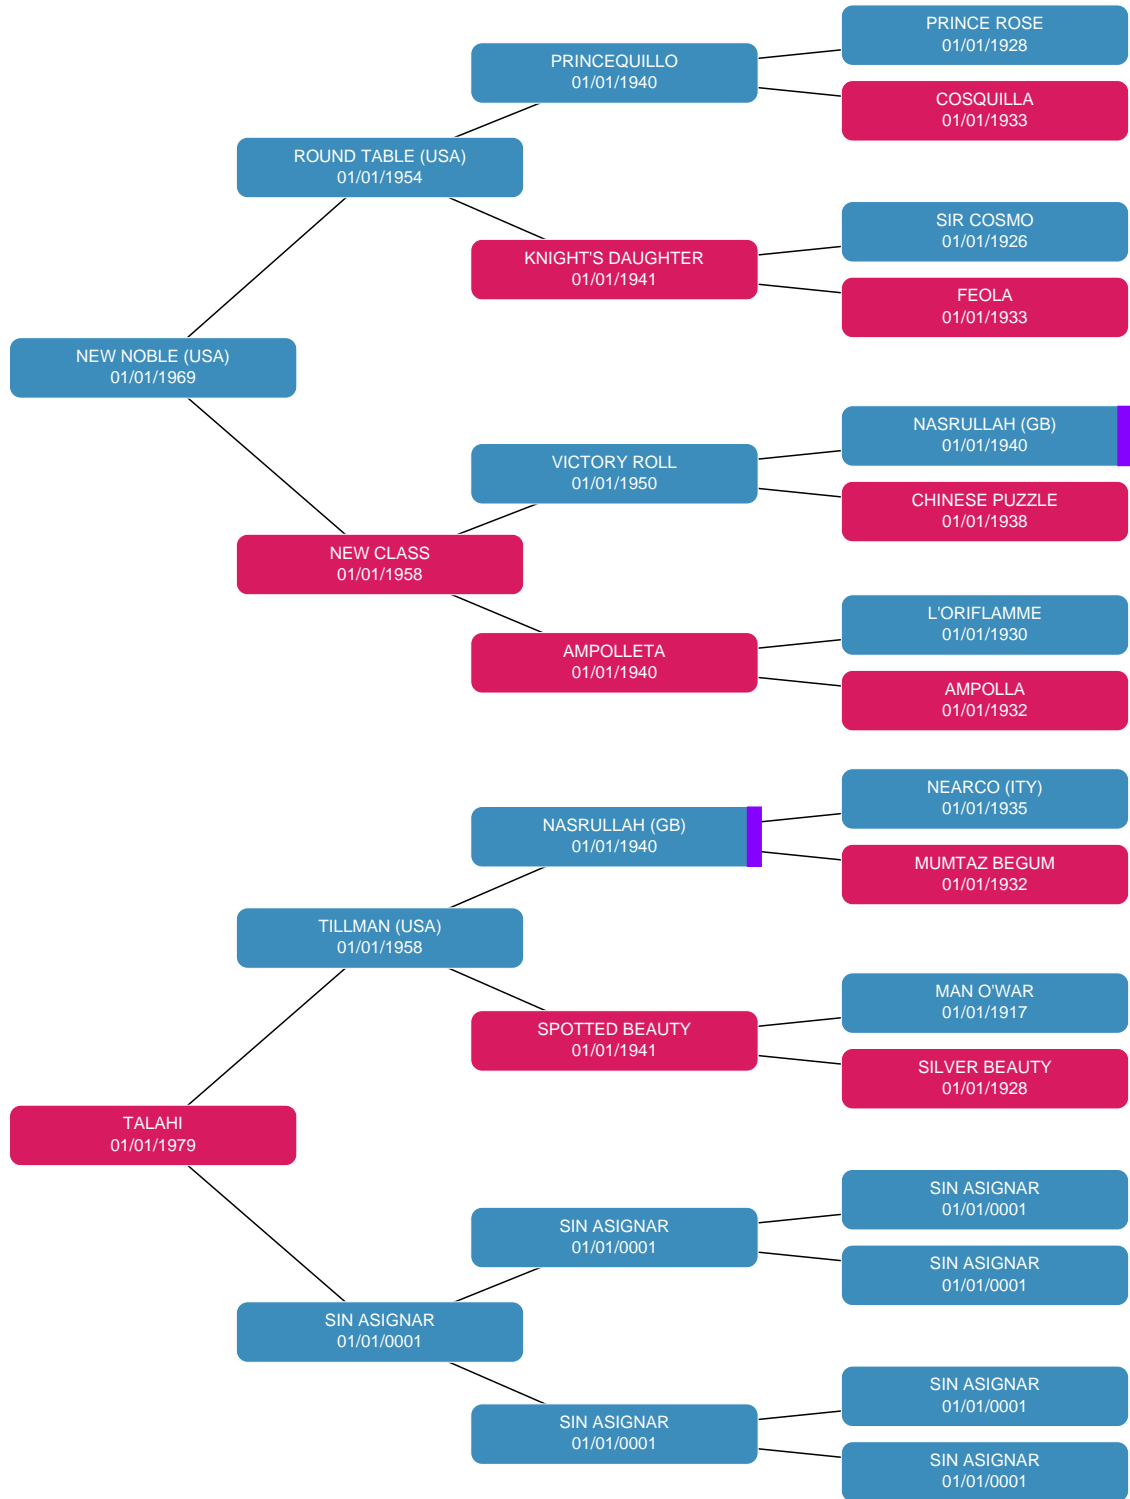 PRINCE ROSE
01/01/1928
PRINCEQUILLO
01/01/1940
COSQUILLA
01/01/1933
ROUND TABLE (USA)
01/01/1954
SIR COSMO
01/01/1926
KNIGHT'S DAUGHTER
01/01/1941
FEOLA
01/01/1933
NEW NOBLE (USA)
01/01/1969
NASRULLAH (GB)
01/01/1940
VICTORY ROLL
01/01/1950
CHINESE PUZZLE
01/01/1938
NEW CLASS
01/01/1958
L'ORIFLAMME
01/01/1930
AMPOLLETA
01/01/1940
AMPOLLA
01/01/1932
NEARCO (ITY)
01/01/1935
NASRULLAH (GB)
01/01/1940
MUMTAZ BEGUM
01/01/1932
TILLMAN (USA)
01/01/1958
MAN O'WAR
01/01/1917
SPOTTED BEAUTY
01/01/1941
SILVER BEAUTY
01/01/1928
TALAHI
01/01/1979
SIN ASIGNAR
01/01/0001
SIN ASIGNAR
01/01/0001
SIN ASIGNAR
01/01/0001
SIN ASIGNAR
01/01/0001
SIN ASIGNAR
01/01/0001
SIN ASIGNAR
01/01/0001
SIN ASIGNAR
01/01/0001